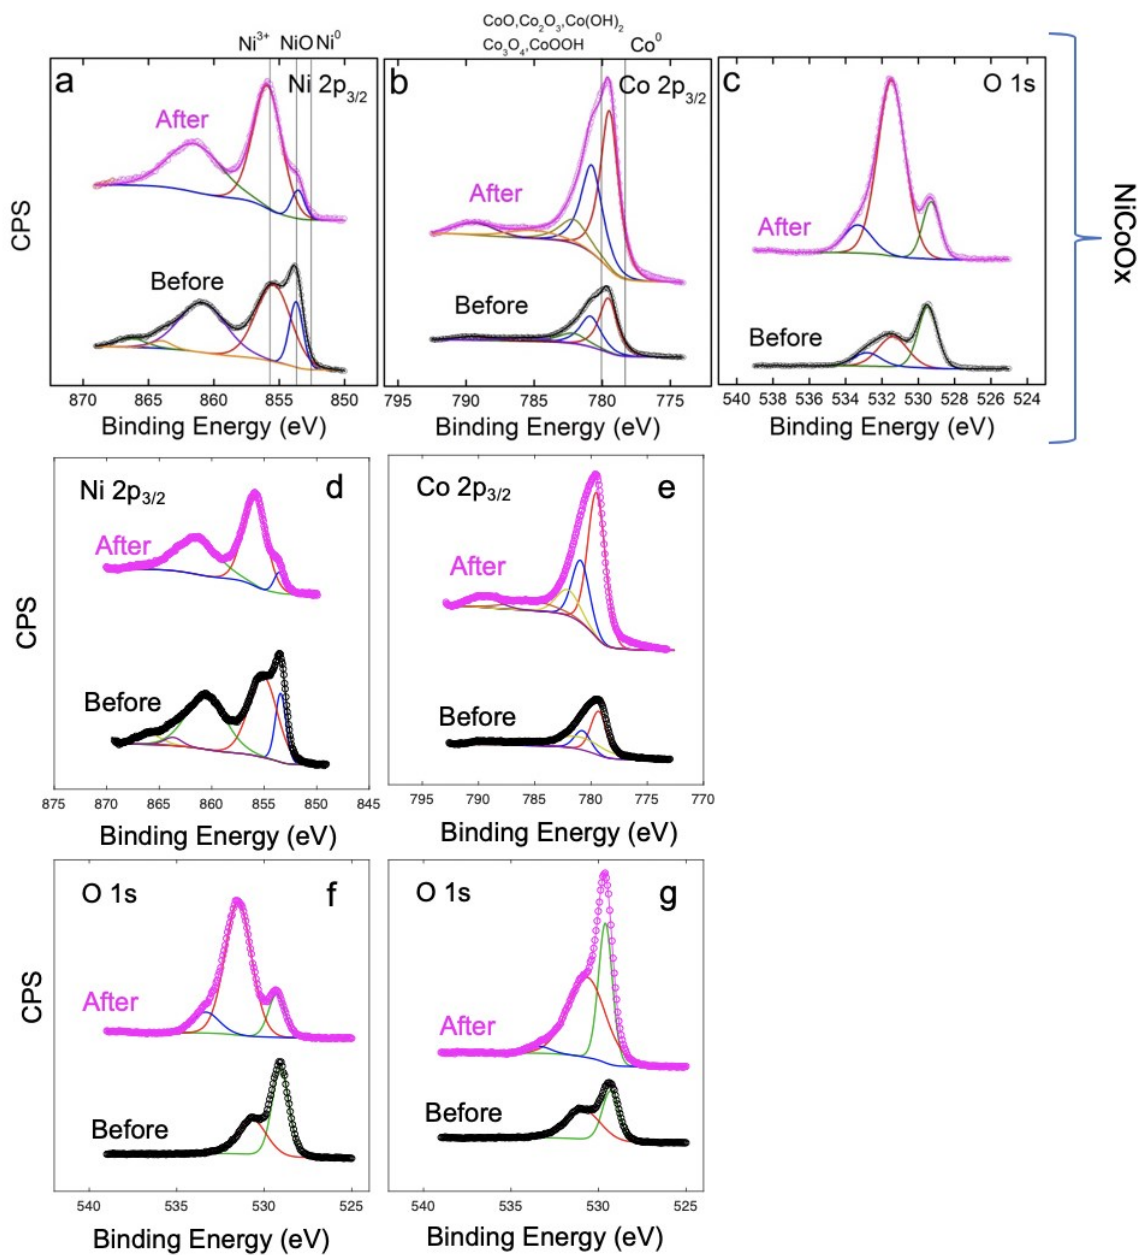 CoO,Co₂O₃,Co(OH)₂
Ni³⁺ NiO Ni⁰ Co₃O₄,CoOOH Co⁰
a Ni 2p₃/₂ b Co 2p₃/₂ c O 1s
After After After
Before Before Before
CPS
NiCoOx
870 865 860 855 850 795 790 785 780 775 540 538 536 534 532 530 528 526 524
Binding Energy (eV) Binding Energy (eV) Binding Energy (eV)
Ni 2p₃/₂ d Co 2p₃/₂ e
After After
Before Before
CPS
875 870 865 860 855 850 845 795 790 785 780 775 770
Binding Energy (eV) Binding Energy (eV)
O 1s f O 1s g
After After
Before Before
CPS
540 535 530 525 540 535 530 525
Binding Energy (eV) Binding Energy (eV)